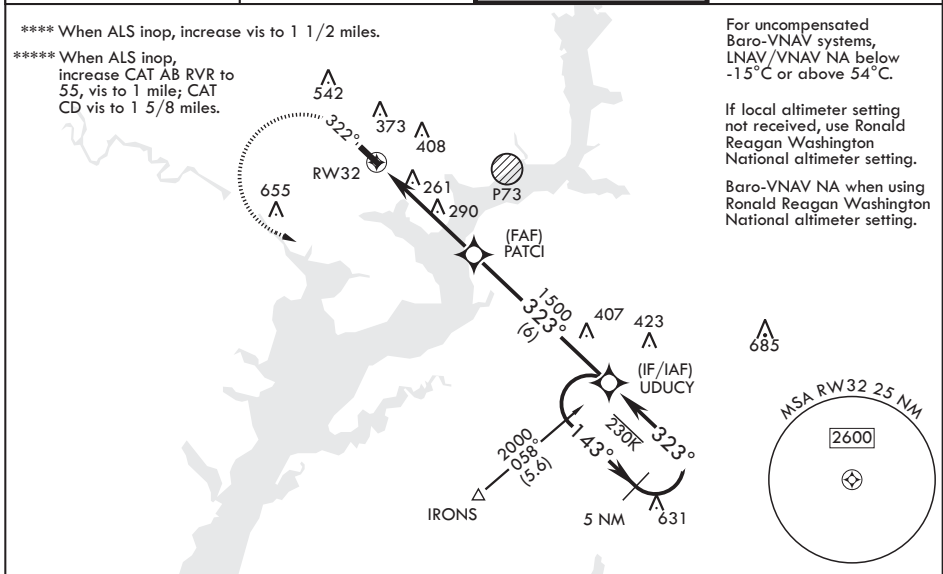 **** When ALS inop, increase vis to 1 1/2 miles.
***** When ALS inop,
increase CAT AB RVR to
55, vis to 1 mile; CAT
CD vis to 1 5/8 miles.
For uncompensated
Baro-VNAV systems,
LNAV/VNAV NA below
-15°C or above 54°C.
If local altimeter setting
not received, use Ronald
Reagan Washington
National altimeter setting.
Baro-VNAV NA when using
Ronald Reagan Washington
National altimeter setting.
542
373
322°
408
RW32
261
P73
655
290
(FAF)
PATCI
1500
323°
(6)
407
423
685
(IF/IAF)
UDUCY
MSA RW32 25 NM
2600
230K
323°
143°
2000
058°
(5.6)
IRONS
5 NM
631